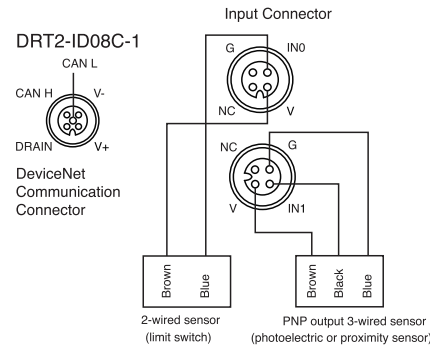 Input Connector
DRT2-ID08C-1
CAN L
CAN H
V-
DRAIN
V+
DeviceNet
Communication
Connector
G
IN0
NC
V
NC
G
V
IN1
Brown
Blue
Brown
Black
Blue
2-wired sensor
(limit switch)
PNP output 3-wired sensor
(photoelectric or proximity sensor)